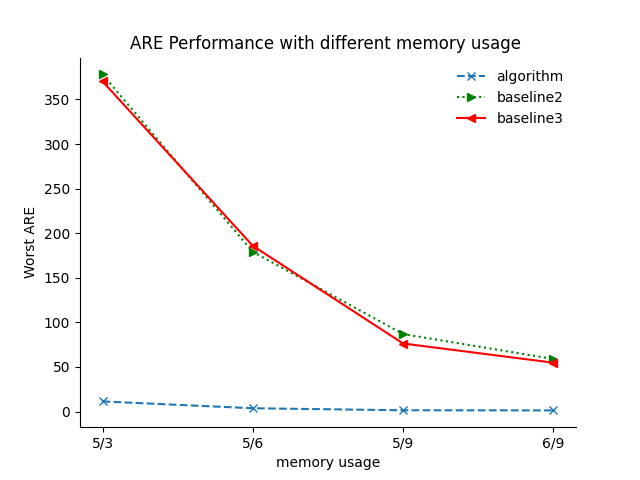 ARE Performance with different memory usage
algorithm
baseline2
baseline3
Worst ARE
350
300
250
200
150
100
50
0
5/3
5/6
5/9
6/9
memory usage